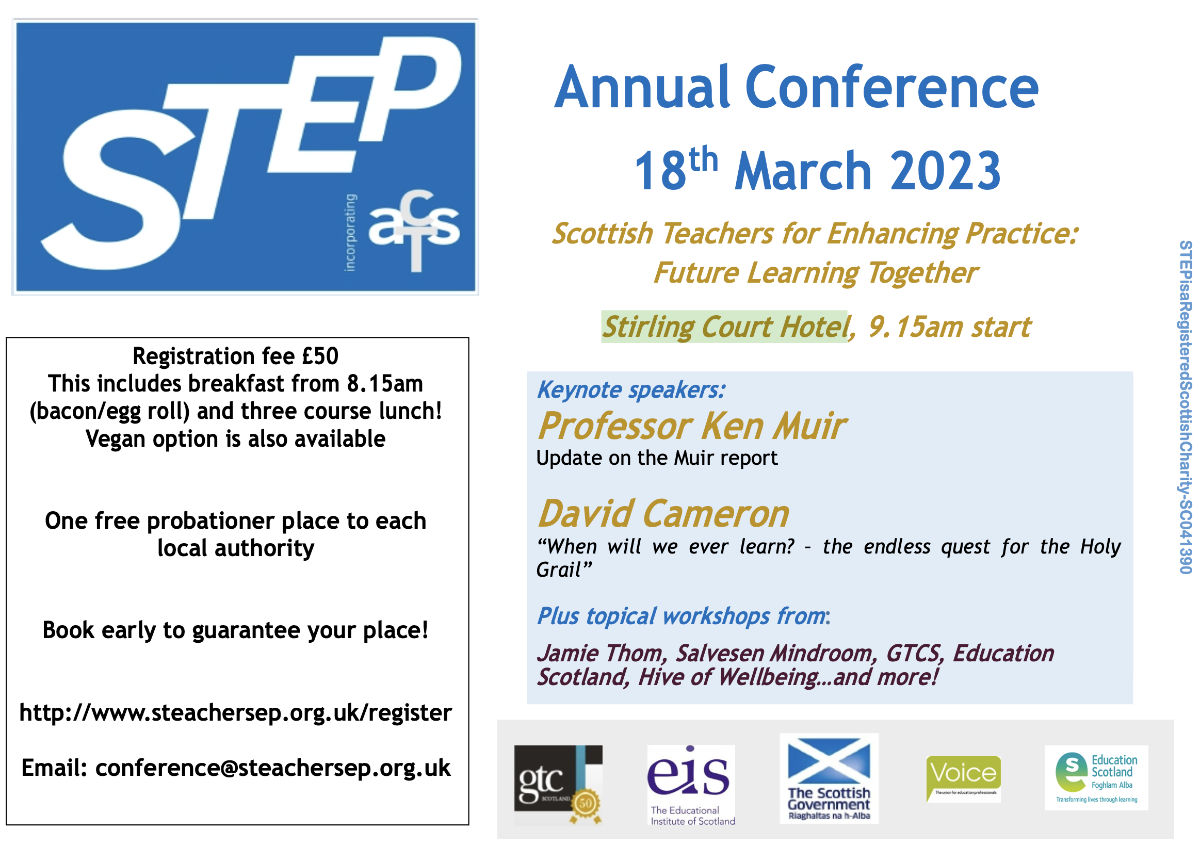 STEP
incorporating
acts
Annual Conference
18th March 2023
Scottish Teachers for Enhancing Practice:
Future Learning Together
Stirling Court Hotel, 9.15am start
STEPisaRegisteredScottishCharity-SC041390
Registration fee £50
This includes breakfast from 8.15am
(bacon/egg roll) and three course lunch!
Vegan option is also available
One free probationer place to each
local authority
Book early to guarantee your place!
http://www.steachersep.org.uk/register
Email: conference@steachersep.org.uk
Keynote speakers:
Professor Ken Muir
Update on the Muir report
David Cameron
“When will we ever learn? – the endless quest for the Holy
Grail”
Plus topical workshops from:
Jamie Thom, Salvesen Mindroom, GTCS, Education
Scotland, Hive of Wellbeing…and more!
gtc
SCOTLAND
50
eis
The Educational
Institute of Scotland
The Scottish
Government
Riaghaltas na h-Alba
Voice
The union for education professionals
Education
Scotland
Foghlam Alba
Transforming lives through learning